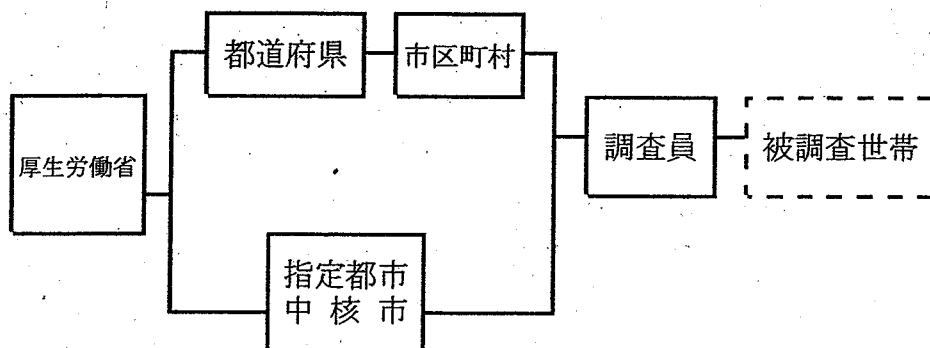 都道府県
市区町村
厚生労働省
調査員
被調査世帯
指定都市
中核市